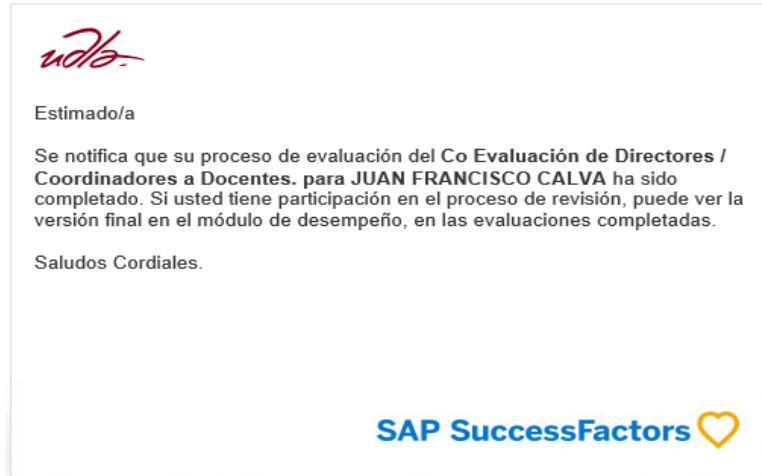 udla-
Estimado/a
Se notifica que su proceso de evaluación del Co Evaluación de Directores /
Coordinadores a Docentes. para JUAN FRANCISCO CALVA ha sido
completado. Si usted tiene participación en el proceso de revisión, puede ver la
versión final en el módulo de desempeño, en las evaluaciones completadas.
Saludos Cordiales.
SAP SuccessFactors